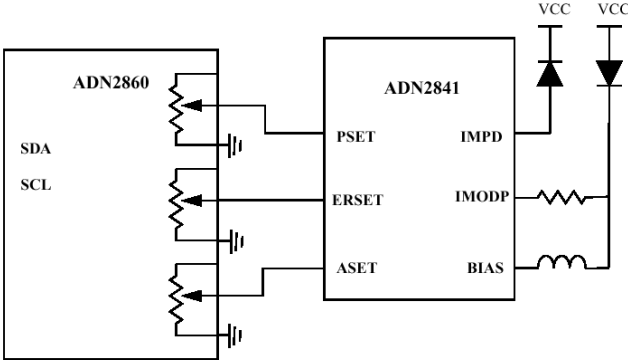 VCC
VCC
ADN2860
ADN2841
SDA
SCL
PSET
IMPD
ERSET
IMODP
ASET
BIAS